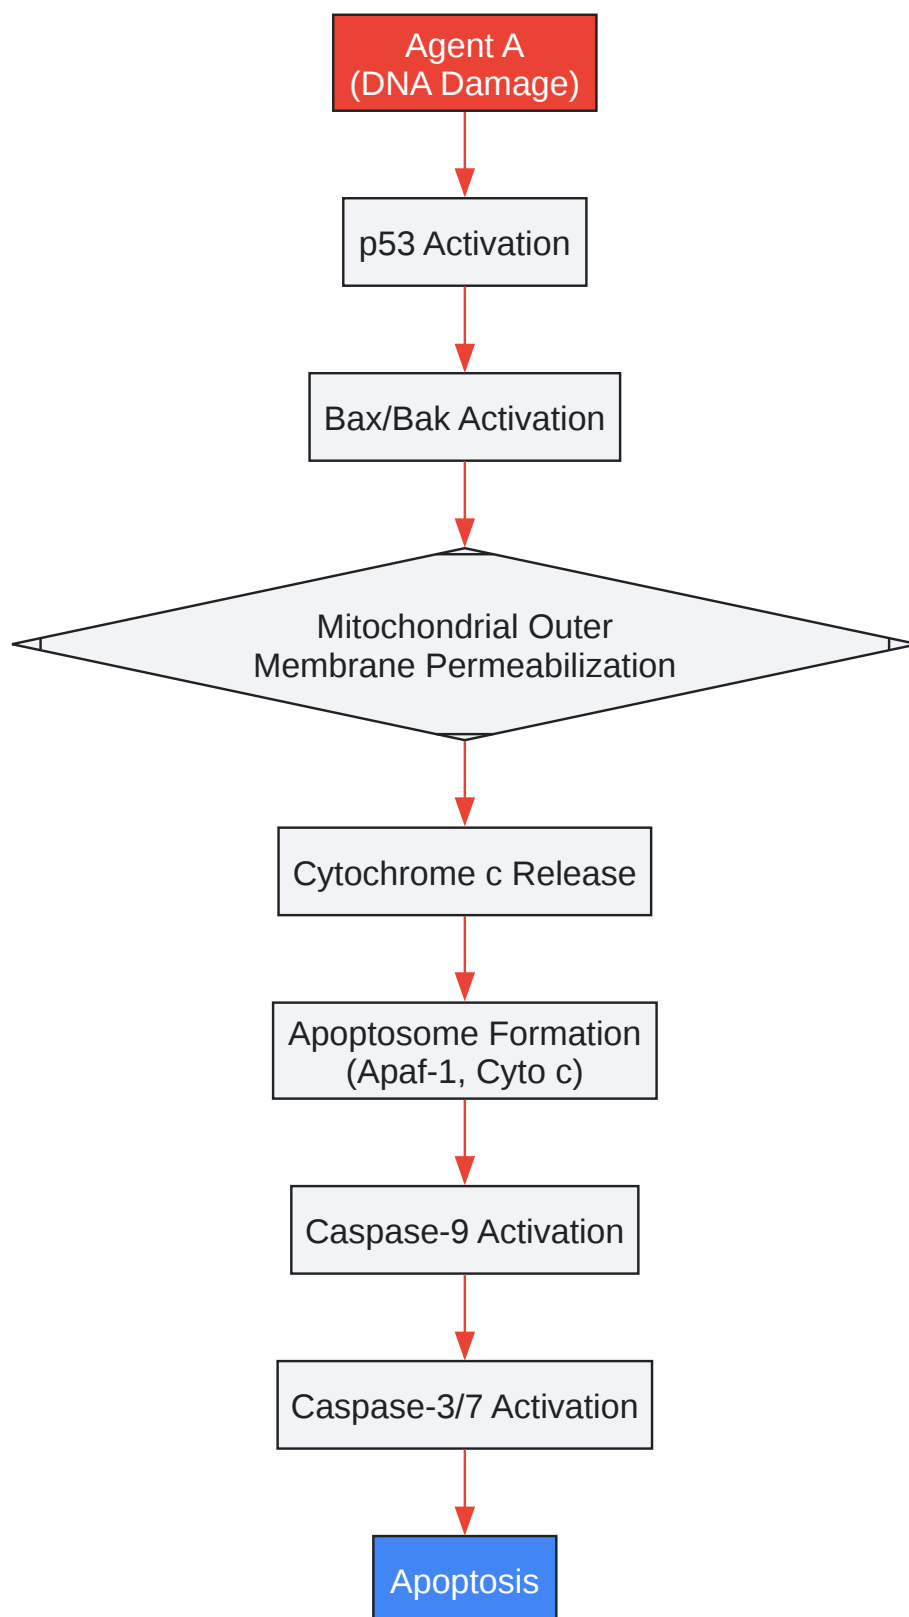 Agent A
(DNA Damage)
p53 Activation
Bax/Bak Activation
Mitochondrial Outer
Membrane Permeabilization
Cytochrome c Release
Apoptosome Formation
(Apaf-1, Cyto c)
Caspase-9 Activation
Caspase-3/7 Activation
Apoptosis